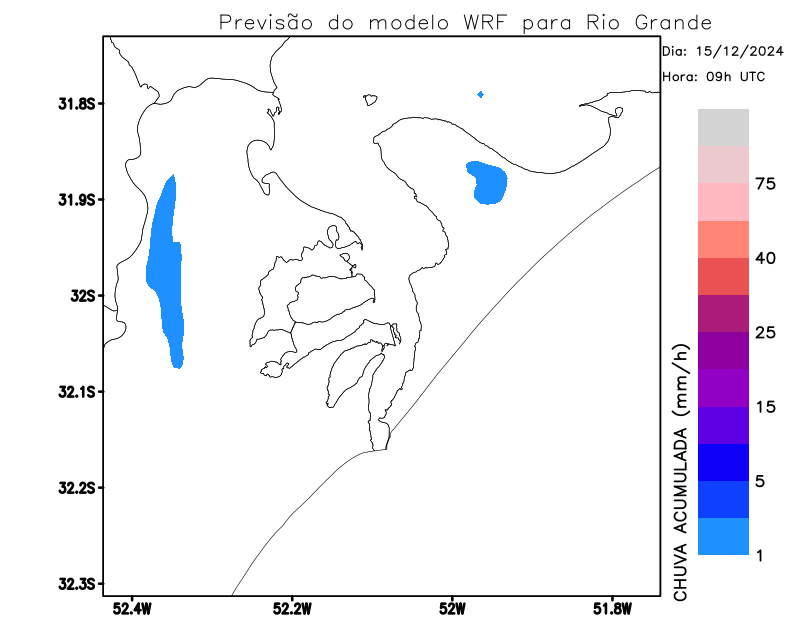 Previsão do modelo WRF para Rio Grande
Dia: 15/12/2024
Hora: 09h UTC
31.8S
31.9S
32S
32.1S
32.2S
32.3S
52.4W
52.2W
52W
51.8W
CHUVA ACUMULADA (mm/h)
75
40
25
15
5
1